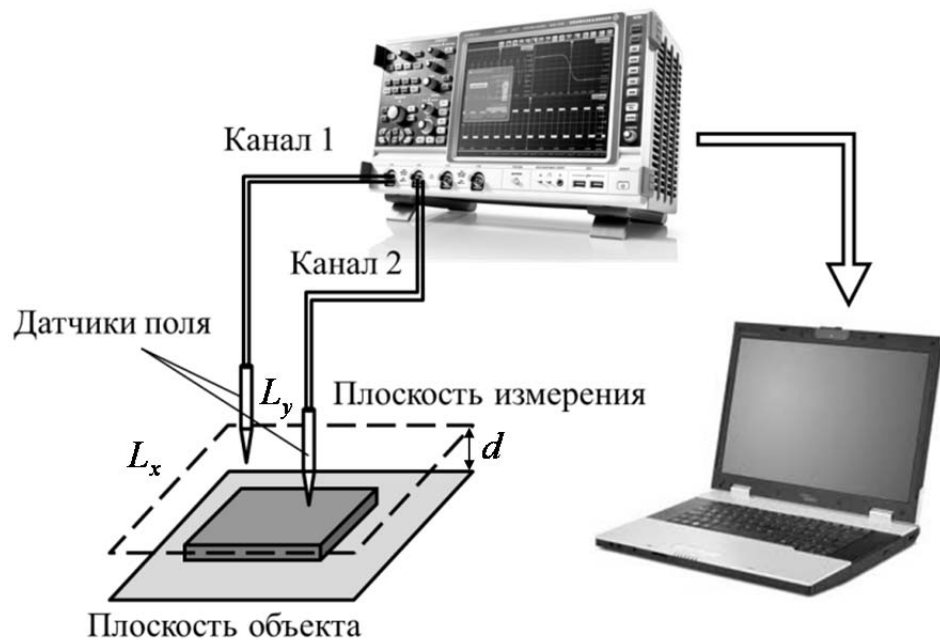 Канал 1
Канал 2
Датчики поля
L_y
Плоскость измерения
L_x
d
Плоскость объекта